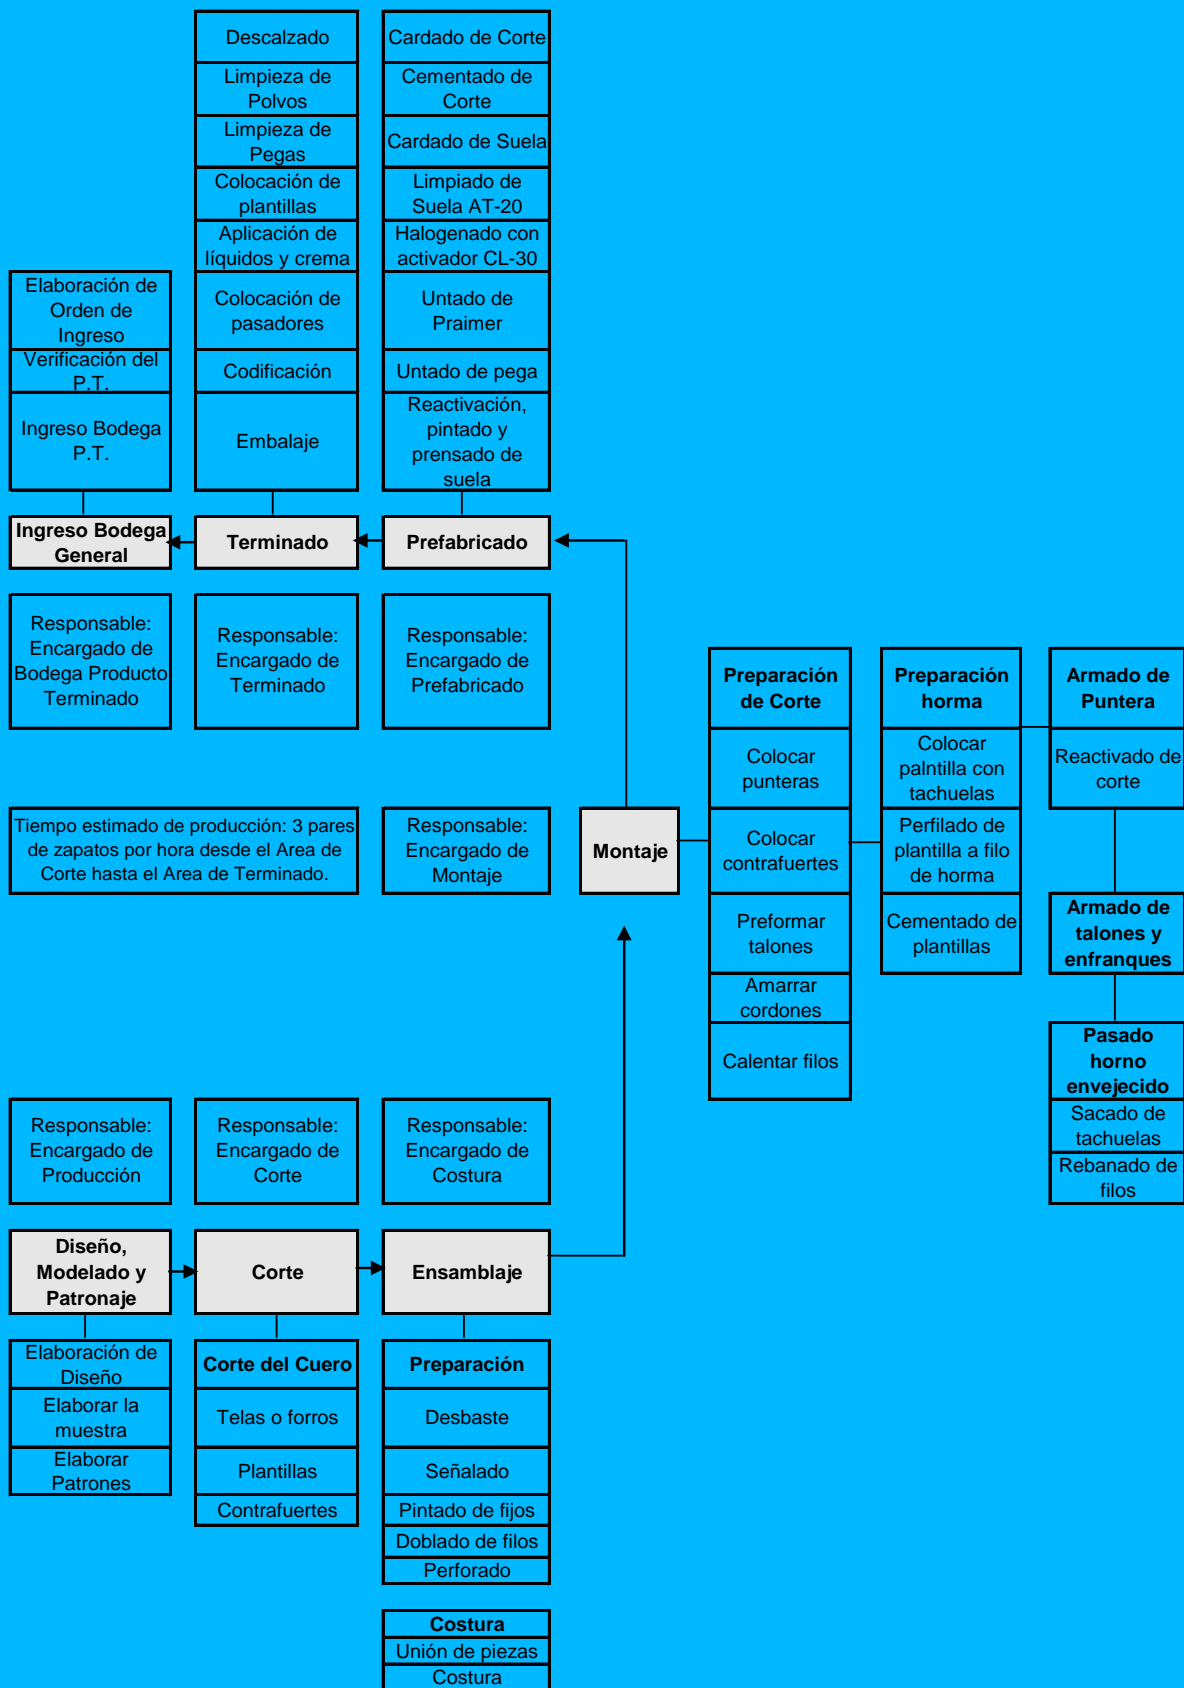 Descalzado
Limpieza de
Polvos
Limpieza de
Pegas
Colocación de
plantillas
Aplicación de
líquidos y crema
Colocación de
pasadores
Codificación
Embalaje
Cardado de Corte
Cementado de
Corte
Cardado de Suela
Limpiado de
Suela AT-20
Halogenado con
activador CL-30
Untado de
Praimer
Untado de pega
Reactivación,
pintado y
prensado de
suela
Elaboración de
Orden de
Ingreso
Verificación del
P.T.
Ingreso Bodega
P.T.
Ingreso Bodega
General
Terminado
Prefabricado
Responsable:
Encargado de
Bodega Producto
Terminado
Responsable:
Encargado de
Terminado
Responsable:
Encargado de
Prefabricado
Tiempo estimado de producción: 3 pares
de zapatos por hora desde el Area de
Corte hasta el Area de Terminado.
Responsable:
Encargado de
Montaje
Montaje
Preparación
de Corte
Colocar
punteras
Colocar
contrafuertes
Preformar
talones
Amarrar
cordones
Calentar filos
Preparación
horma
Colocar
palntilla con
tachuelas
Perfilado de
plantilla a filo
de horma
Cementado de
plantillas
Armado de
Puntera
Reactivado de
corte
Armado de
talones y
enfranques
Pasado
horno
envejecido
Sacado de
tachuelas
Rebanado de
filos
Responsable:
Encargado de
Producción
Responsable:
Encargado de
Corte
Responsable:
Encargado de
Costura
Diseño,
Modelado y
Patronaje
Corte
Ensamblaje
Elaboración de
Diseño
Elaborar la
muestra
Elaborar
Patrones
Corte del Cuero
Telas o forros
Plantillas
Contrafuertes
Preparación
Desbaste
Señalado
Pintado de fijos
Doblado de filos
Perforado
Costura
Unión de piezas
Costura